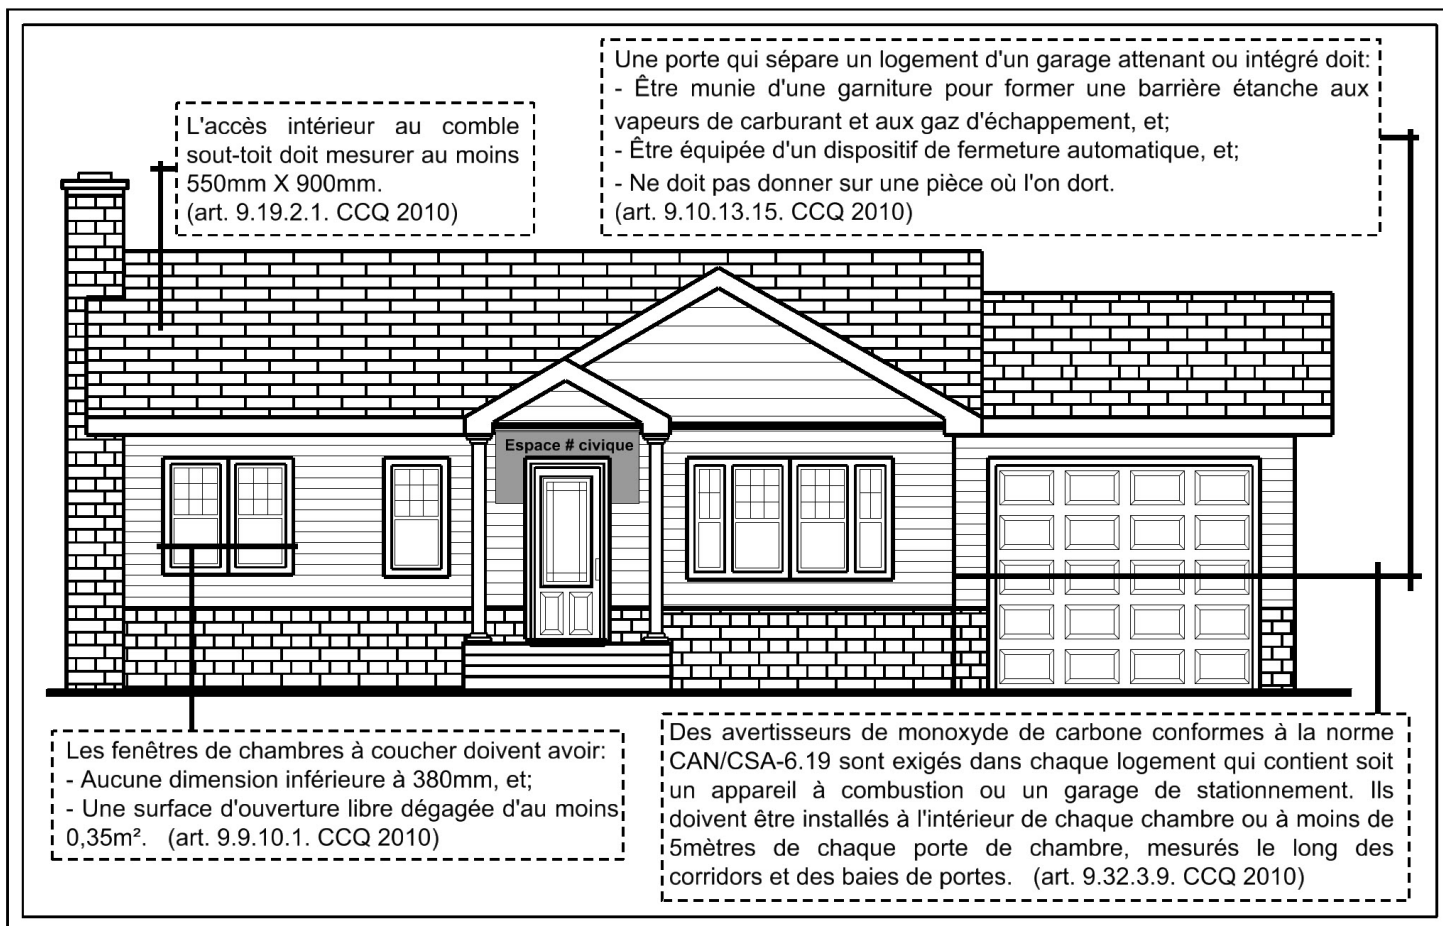 Une porte qui sépare un logement d'un garage attenant ou intégré doit:
- Être munie d'une garniture pour former une barrière étanche aux
vapeurs de carburant et aux gaz d'échappement, et;
- Être équipée d'un dispositif de fermeture automatique, et;
- Ne doit pas donner sur une pièce où l'on dort.
(art. 9.10.13.15. CCQ 2010)
L'accès intérieur au comble
sout-toit doit mesurer au moins
550mm X 900mm.
(art. 9.19.2.1. CCQ 2010)
Espace # civique
Les fenêtres de chambres à coucher doivent avoir:
- Aucune dimension inférieure à 380mm, et;
- Une surface d'ouverture libre dégagée d'au moins
0,35m². (art. 9.9.10.1. CCQ 2010)
Des avertisseurs de monoxyde de carbone conformes à la norme
CAN/CSA-6.19 sont exigés dans chaque logement qui contient soit
un appareil à combustion ou un garage de stationnement. Ils
doivent être installés à l'intérieur de chaque chambre ou à moins de
5mètres de chaque porte de chambre, mesurés le long des
corridors et des baies de portes. (art. 9.32.3.9. CCQ 2010)